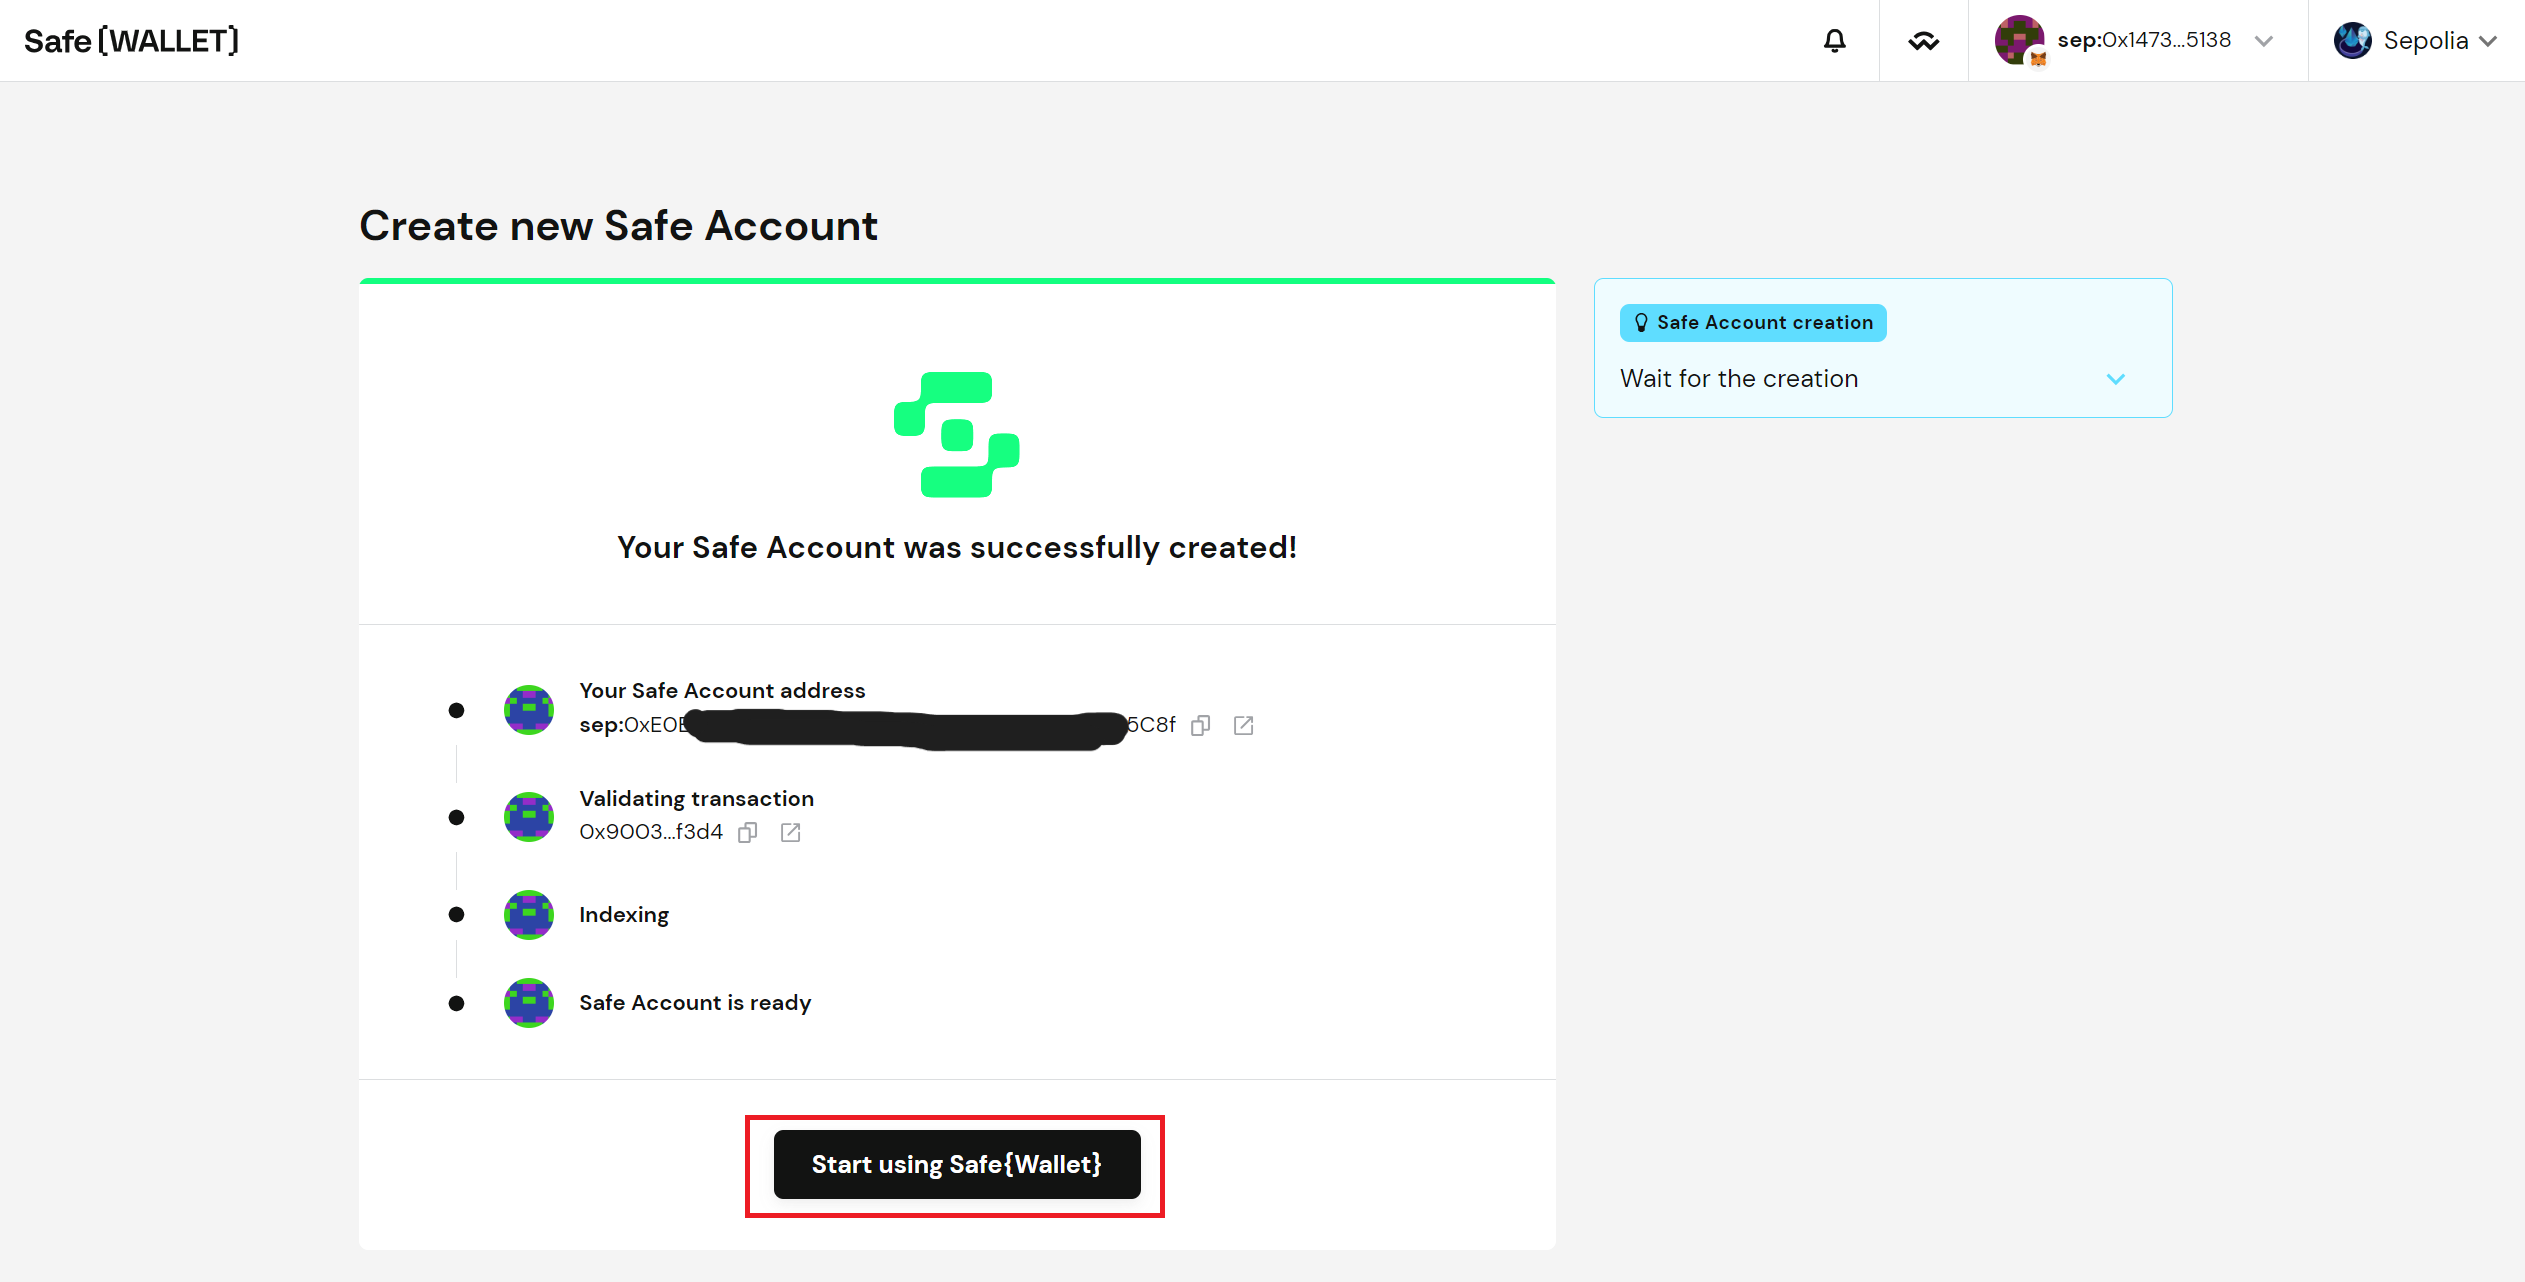 Safe{WALLET}
sep:0x1473...5138
Sepolia
Create new Safe Account
Your Safe Account was successfully created!
Safe Account creation
Wait for the creation
Your Safe Account address
sep:0xE0 5C8f
Validating transaction
0x9003...f3d4
Indexing
Safe Account is ready
Start using Safe{Wallet}